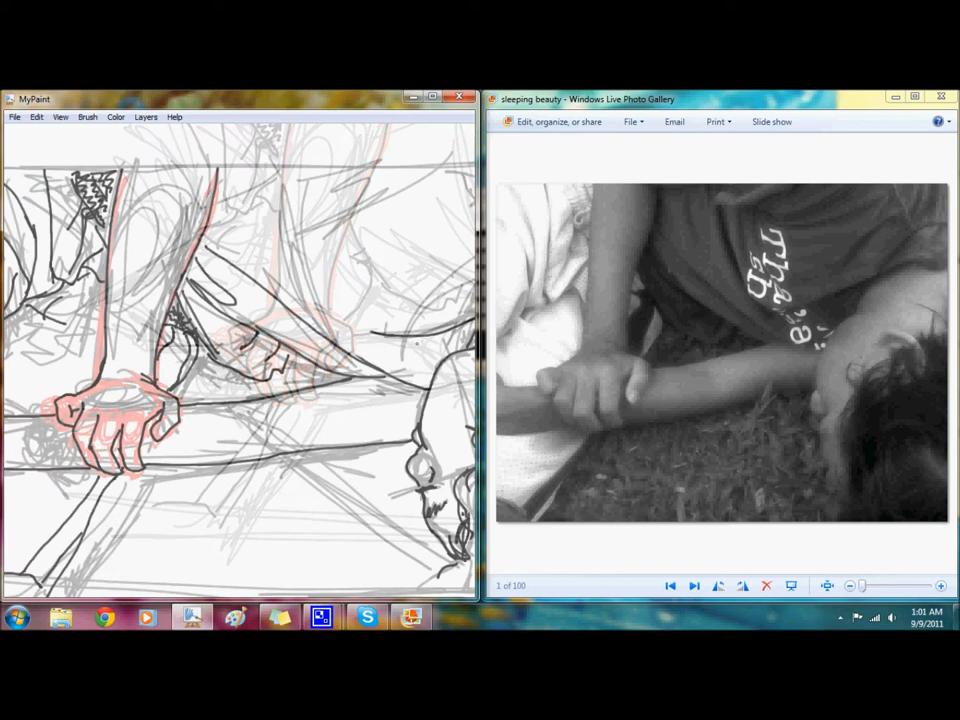 MyPaint
File Edit View Brush Color Layers Help
sleeping beauty - Windows Live Photo Gallery
Edit, organize, or share File Email Print Slide show
1 of 100
1:01 AM
9/9/2011